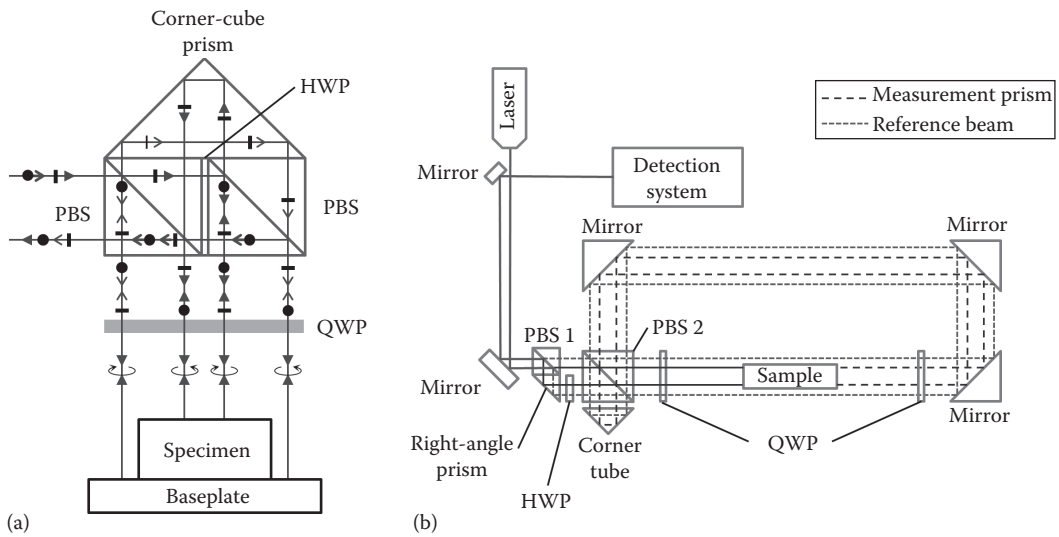 Corner-cube
prism
HWP
PBS
PBS
QWP
Specimen
Baseplate
(a)
Laser
Measurement prism
Reference beam
Mirror
Detection
system
Mirror
Mirror
PBS 1
PBS 2
Mirror
Sample
Mirror
Right-angle
prism
Corner
tube
QWP
HWP
(b)